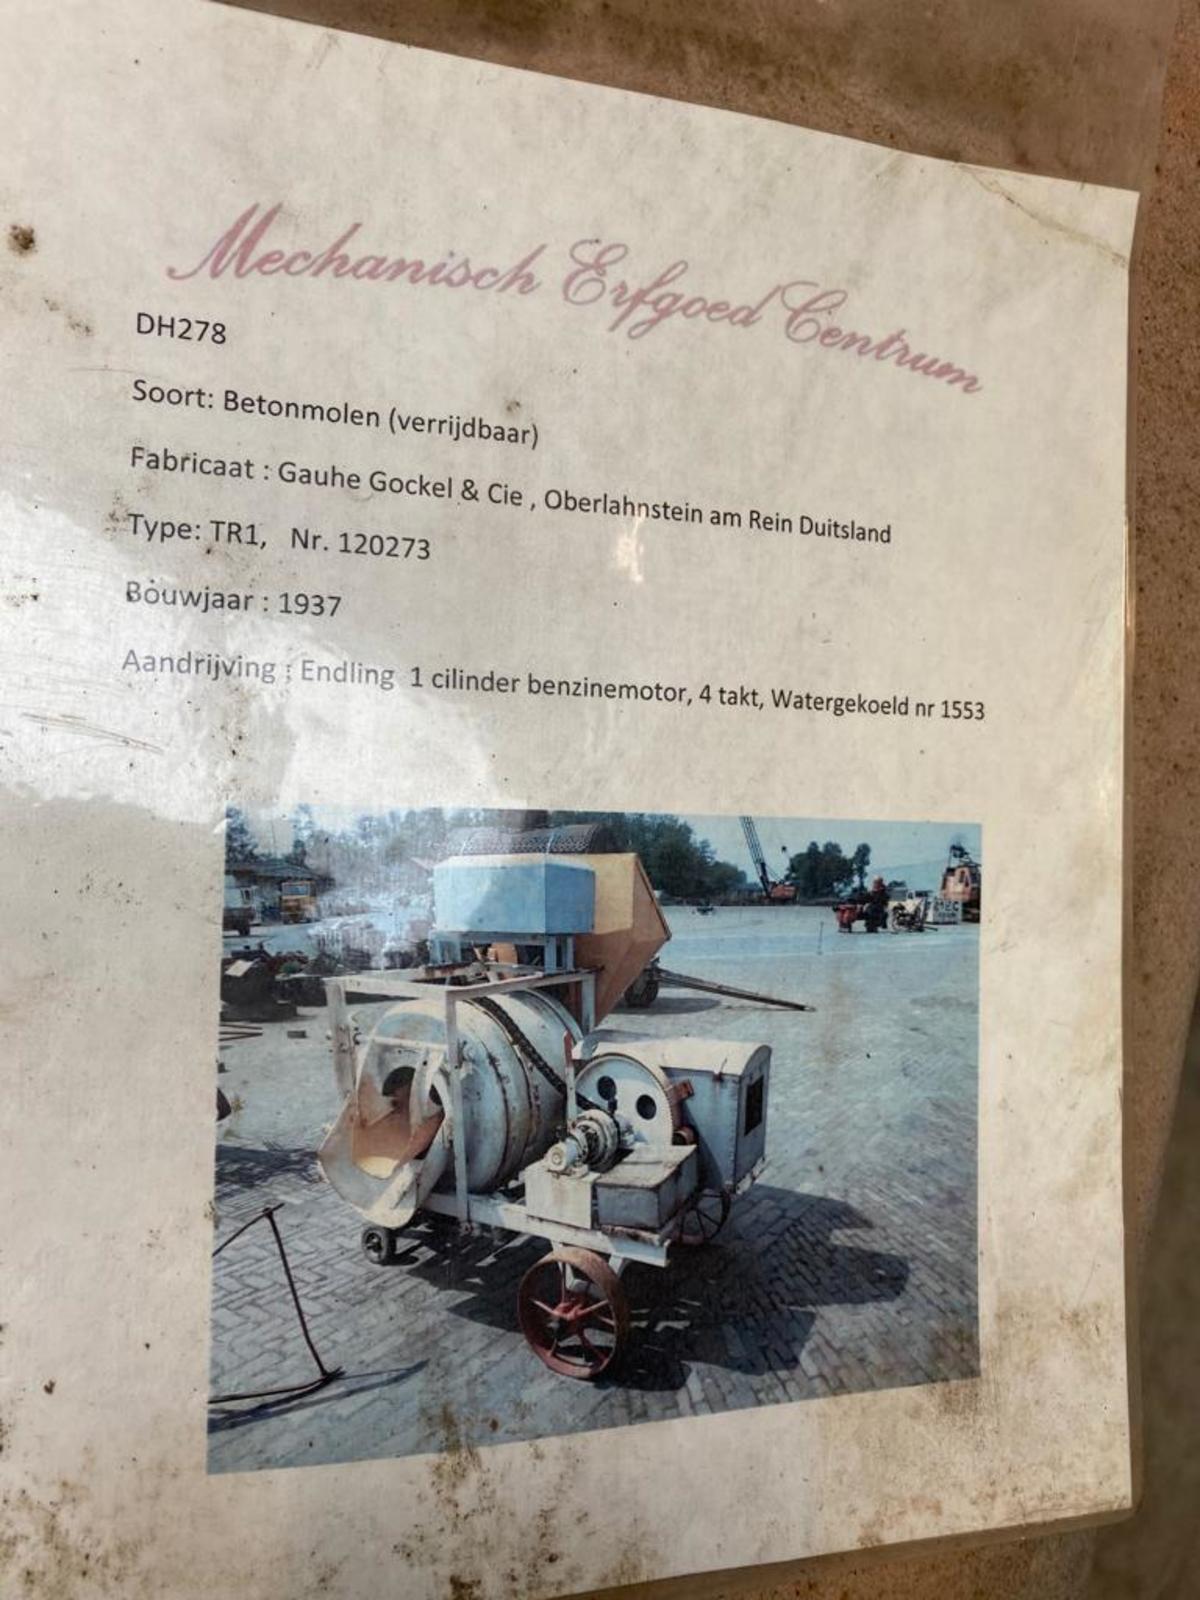 Mechanisch Erfgoed Centrum
DH278
Soort: Betonmolen (verrijdbaar)
Fabricaat : Gauhe Gockel & Cie , Oberlahnstein am Rein Duitsland
Type: TR1, Nr. 120273
Bouwjaar : 1937
Aandrijving : Endling 1 cilinder benzinemotor, 4 takt, Watergekoeld nr 1553